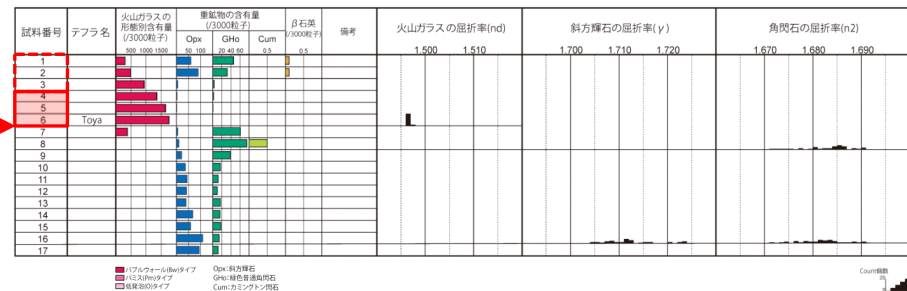 試料番号 テフラ名 火山ガラスの形態別含有量(/3000粒子) 重鉱物の含有量(/3000粒子) β石英(/3000粒子) 備考 火山ガラスの屈折率(nd) 斜方輝石の屈折率(γ) 角閃石の屈折率(n2)
Opx GHo Cum
500 1000 1500 50 100 20 40 60 0.5 0.5 1.500 1.510 1.700 1.710 1.720 1.670 1.680 1.690
1
2
3
4
5
6 Toya
7
8
9
10
11
12
13
14
15
16
17
バブルウォール(Bw)タイプ Opx:斜方輝石
パミス(Pm)タイプ GHo:緑色普通角閃石
低発泡(O)タイプ Cum:カミングトン閃石
Count個数